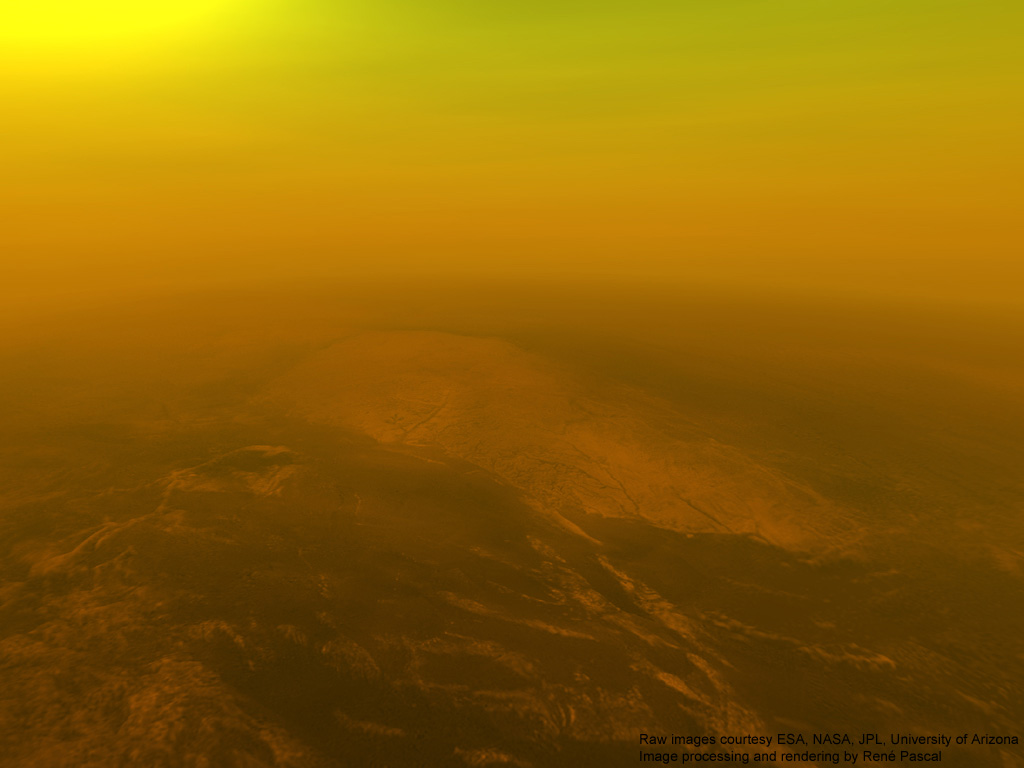 Raw images courtesy ESA, NASA, JPL, University of Arizona
Image processing and rendering by René Pascal